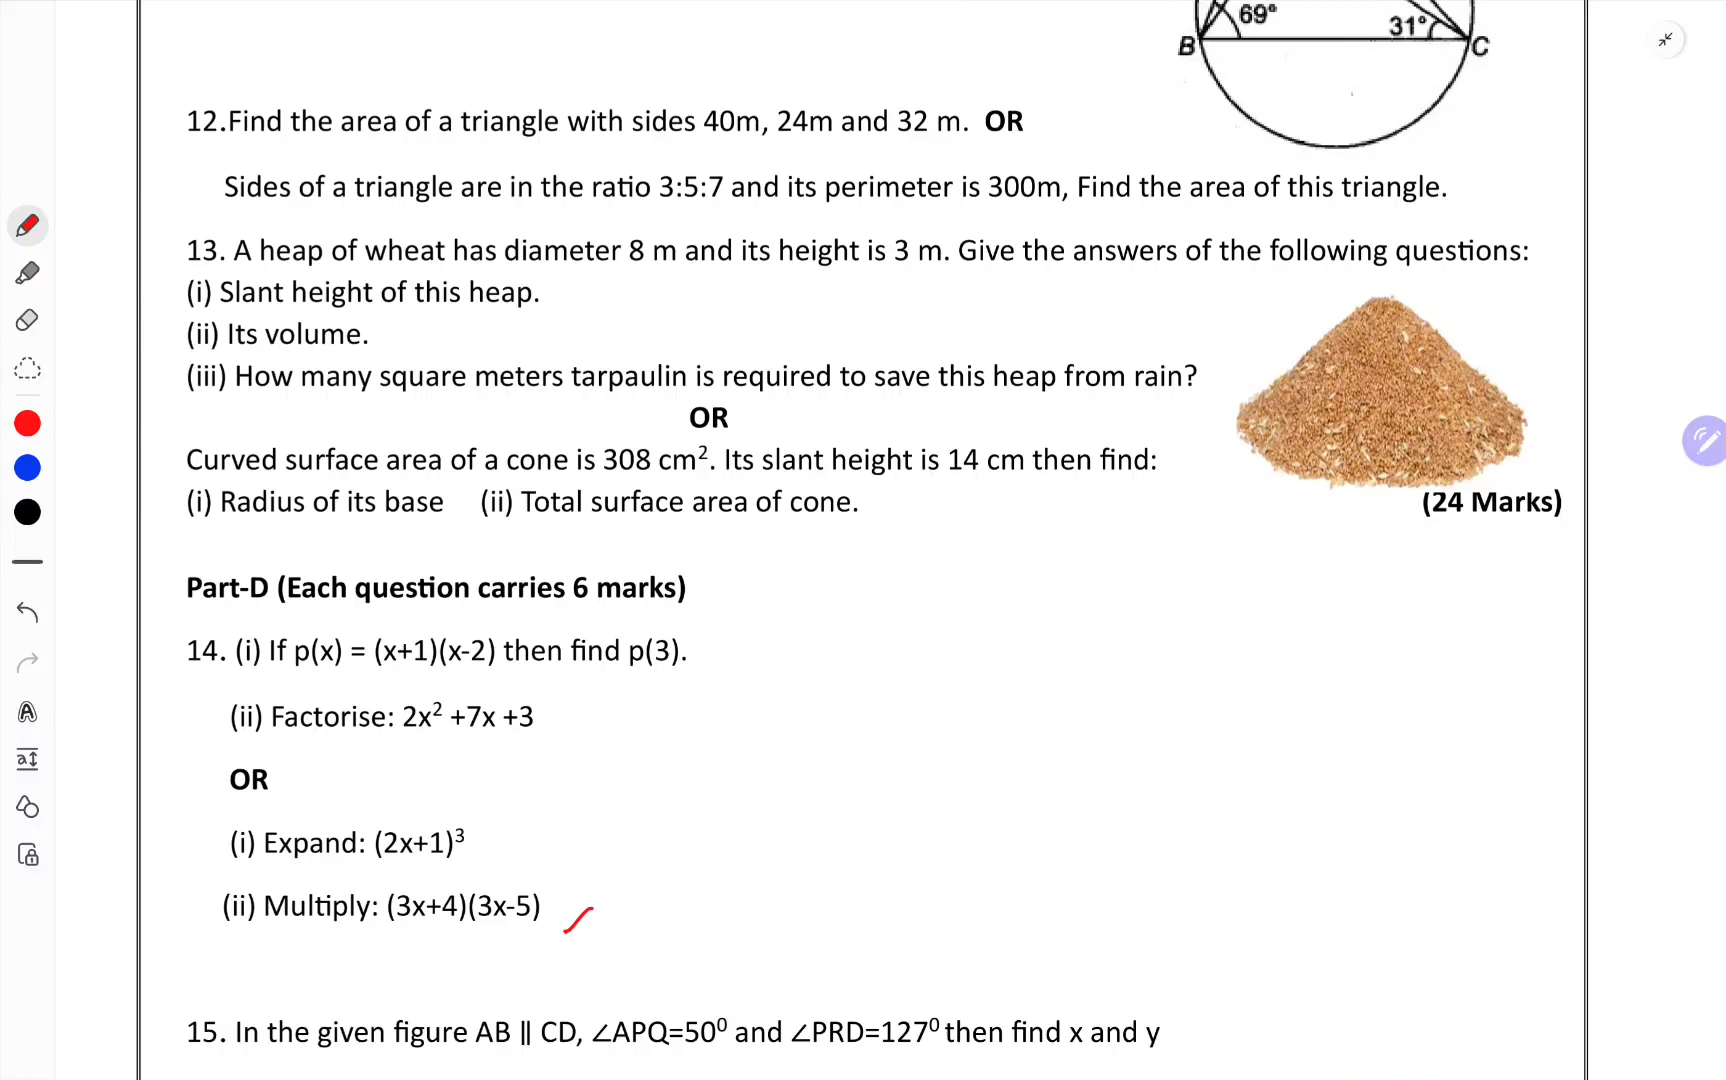 69°
31°
B
C
12.Find the area of a triangle with sides 40m, 24m and 32 m. OR
Sides of a triangle are in the ratio 3:5:7 and its perimeter is 300m, Find the area of this triangle.
13. A heap of wheat has diameter 8 m and its height is 3 m. Give the answers of the following questions:
(i) Slant height of this heap.
(ii) Its volume.
(iii) How many square meters tarpaulin is required to save this heap from rain?
OR
Curved surface area of a cone is 308 cm². Its slant height is 14 cm then find:
(i) Radius of its base (ii) Total surface area of cone.
(24 Marks)
Part-D (Each question carries 6 marks)
14. (i) If p(x) = (x+1)(x-2) then find p(3).
(ii) Factorise: 2x² +7x +3
OR
(i) Expand: (2x+1)³
(ii) Multiply: (3x+4)(3x-5)
15. In the given figure AB ∥ CD, ∠APQ=50⁰ and ∠PRD=127⁰ then find x and y